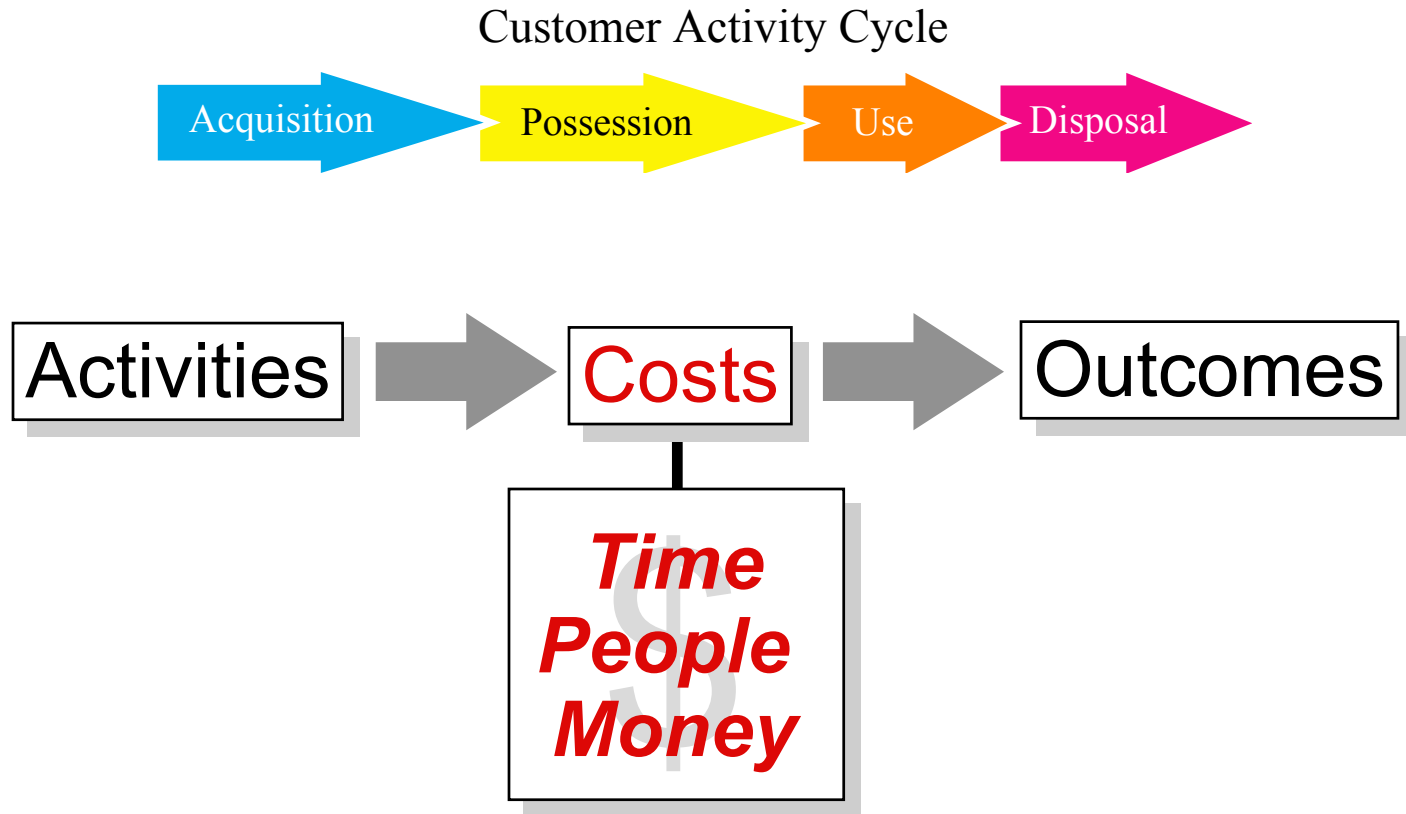 Customer Activity Cycle
Acquisition Possession Use Disposal
Activities Costs Outcomes
$
Time
People
Money